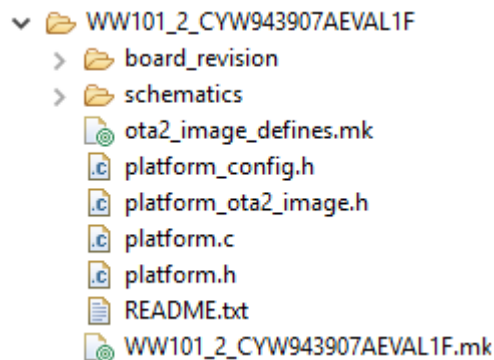 WW101_2_CYW943907AEVAL1F
board_revision
schematics
ota2_image_defines.mk
platform_config.h
platform_ota2_image.h
platform.c
platform.h
README.txt
WW101_2_CYW943907AEVAL1F.mk